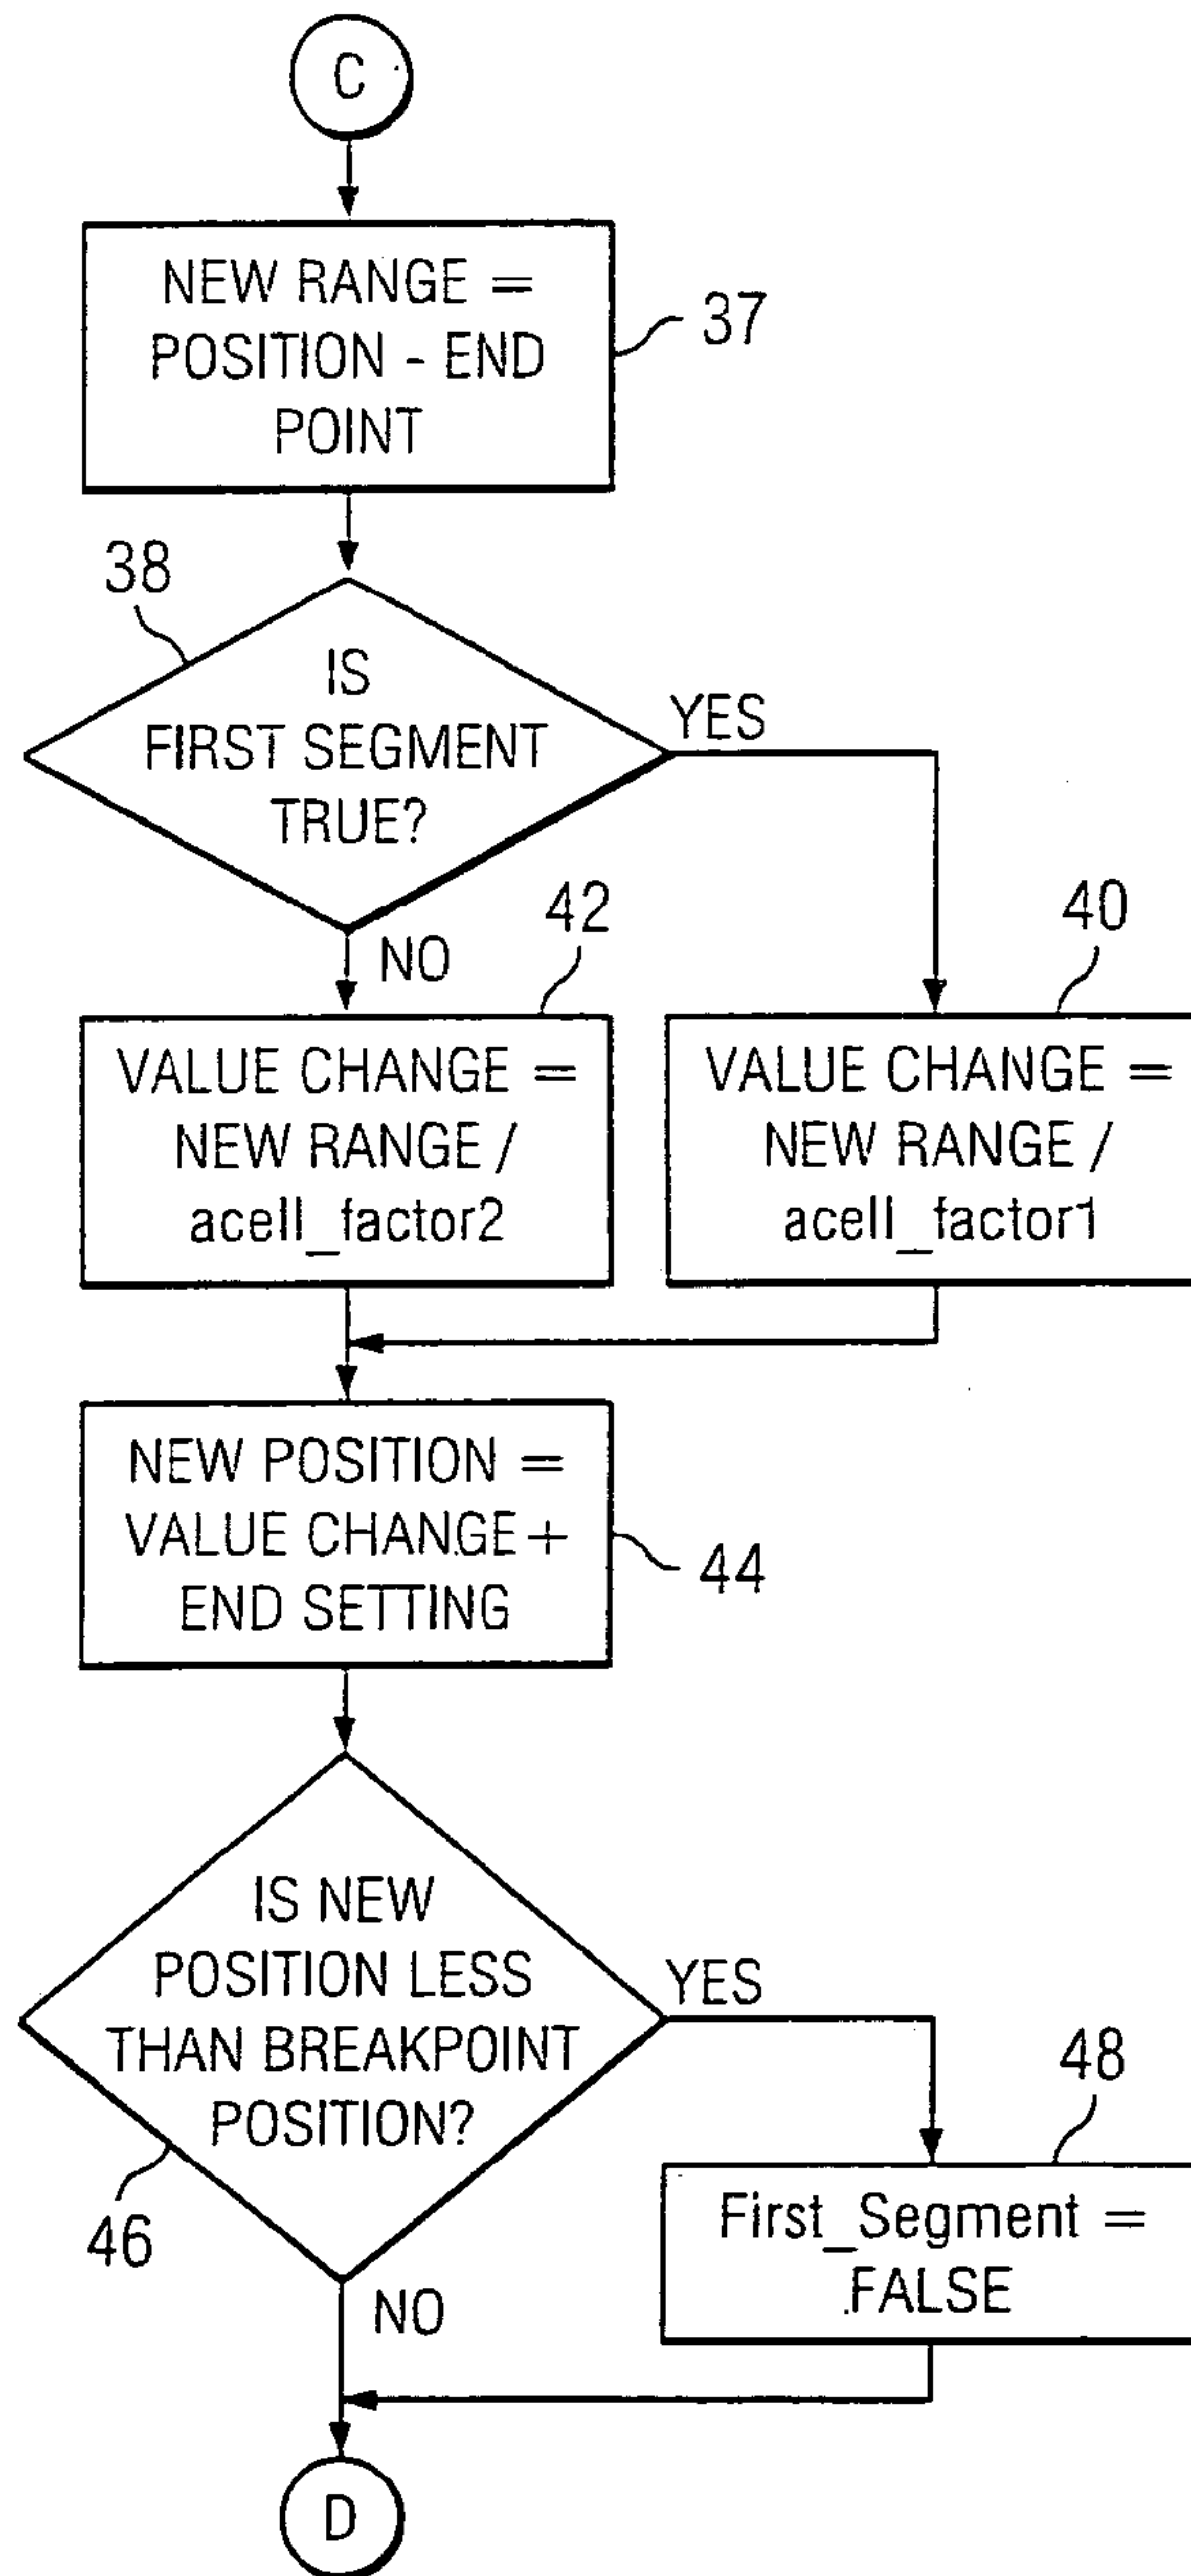 C
NEW RANGE =
POSITION - END
POINT
37
38
IS
FIRST SEGMENT
TRUE?
YES
NO
42
VALUE CHANGE =
NEW RANGE /
acell_factor2
40
VALUE CHANGE =
NEW RANGE /
acell_factor1
NEW POSITION =
VALUE CHANGE +
END SETTING
44
IS NEW
POSITION LESS
THAN BREAKPOINT
POSITION?
YES
46
NO
48
First_Segment =
FALSE
D